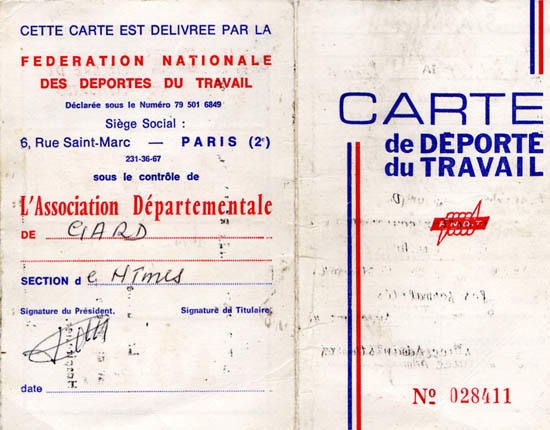 CETTE CARTE EST DELIVREE PAR LA
FEDERATION NATIONALE
DES DEPORTES DU TRAVAIL
Déclarée sous le Numéro 79 501 6849
Siège Social :
6, Rue Saint-Marc — PARIS (2e)
231-36-67
sous le contrôle de
L'Association Départementale
DE GARD
SECTION de Nîmes
Signature du Président.
Signature du Titulaire.
date
CARTE
de DÉPORTÉ
du TRAVAIL
F.N.D.T
No 028411